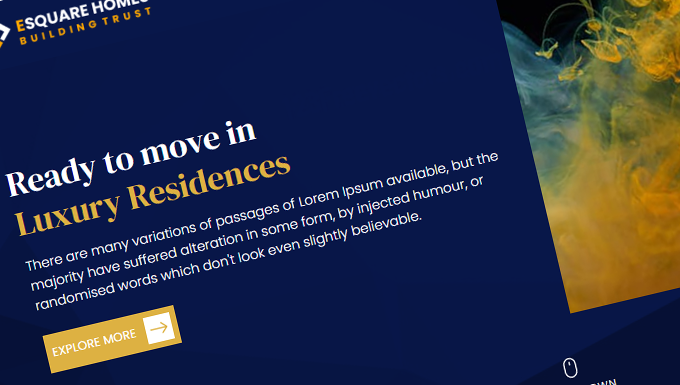 ESQUARE HOMES
BUILDING TRUST
Ready to move in
Luxury Residences
There are many variations of passages of Lorem Ipsum available, but the
majority have suffered alteration in some form, by injected humour, or
randomised words which don't look even slightly believable.
EXPLORE MORE